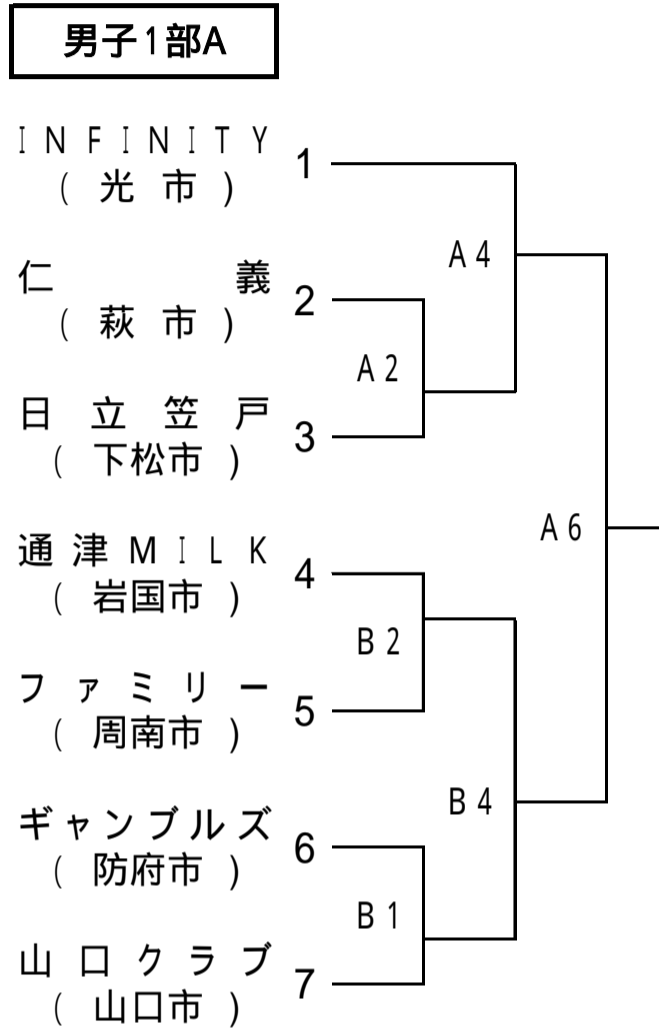 男子1部A
INFINITY
(光市)
1
A4
仁義
(萩市)
2
A2
日立笠戸
(下松市)
3
A6
通津MILK
(岩国市)
4
B2
ファミリー
(周南市)
5
B4
ギャンブルズ
(防府市)
6
B1
山口クラブ
(山口市)
7